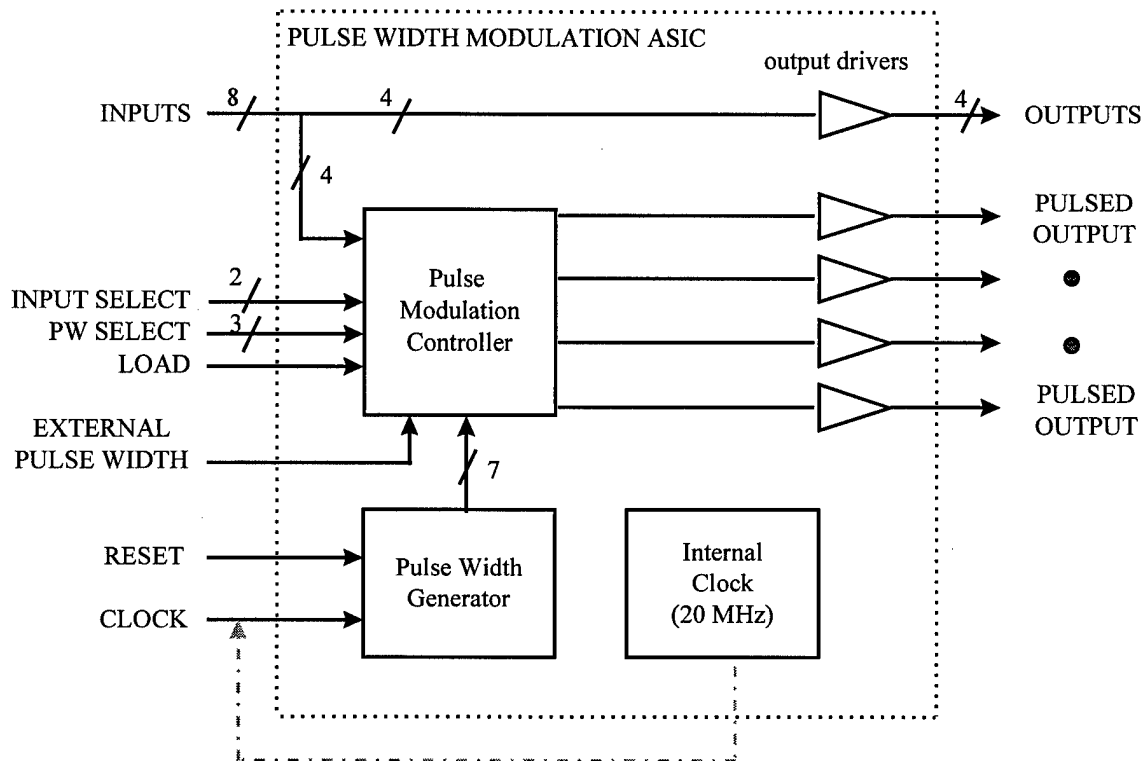 PULSE WIDTH MODULATION ASIC
output drivers
INPUTS
8
4
4
OUTPUTS
4
PULSED
OUTPUT
INPUT SELECT
2
PW SELECT
3
LOAD
Pulse
Modulation
Controller
PULSED
OUTPUT
EXTERNAL
PULSE WIDTH
7
RESET
CLOCK
Pulse Width
Generator
Internal
Clock
(20 MHz)